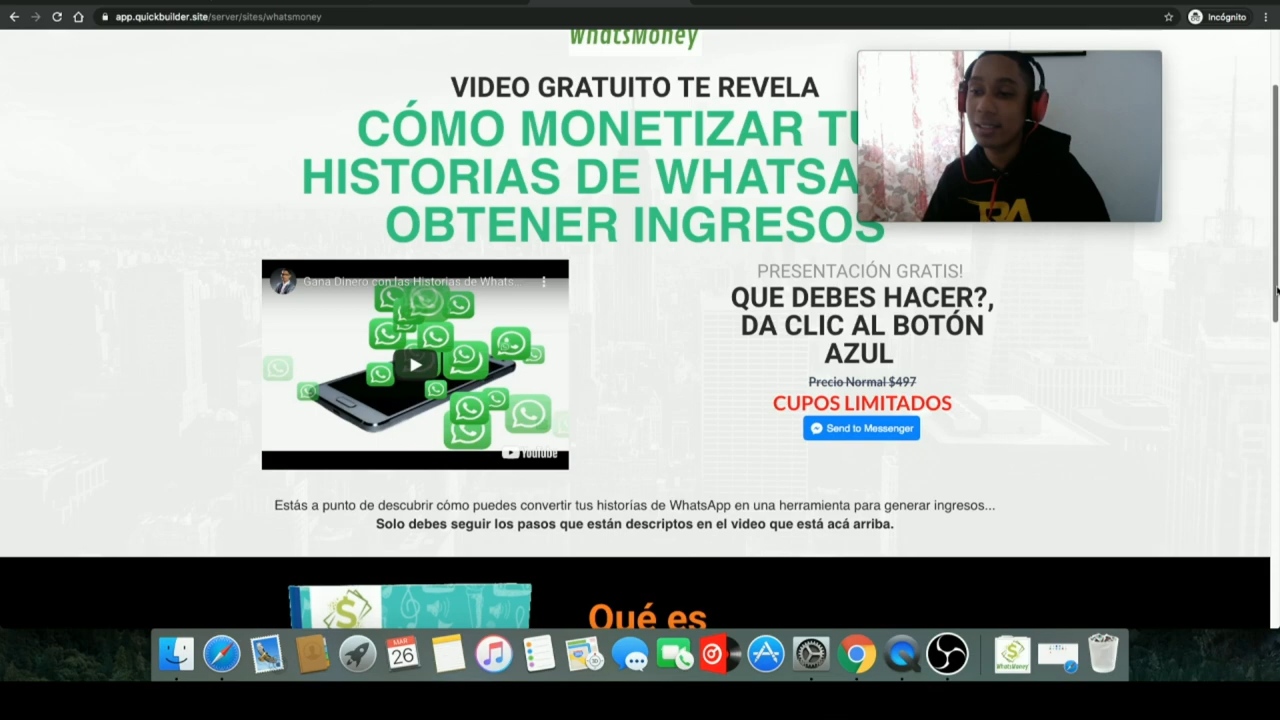 app.quickbuilder.site/server/sites/whatsmoney
Incógnito
WhatsMoney
VIDEO GRATUITO TE REVELA
CÓMO MONETIZAR TU
HISTORIAS DE WHATSA
OBTENER INGRESOS
Gana Dinero con las Historias de Whats...
YouTube
PRESENTACIÓN GRATIS!
QUE DEBES HACER?,
DA CLIC AL BOTÓN
AZUL
Precio Normal $497
CUPOS LIMITADOS
Send to Messenger
Estás a punto de descubrir cómo puedes convertir tus historías de WhatsApp en una herramienta para generar ingresos...
Solo debes seguir los pasos que están descriptos en el video que está acá arriba.
Qué es
MAR
26
3D
WhatsMoney